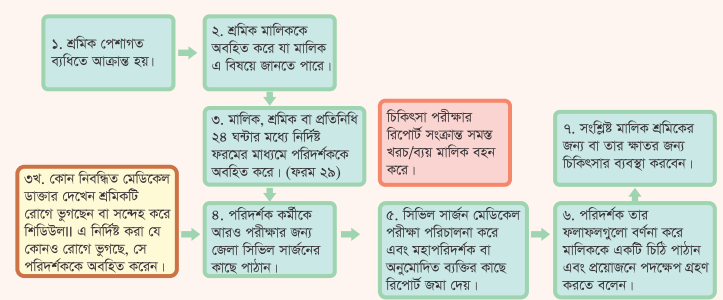 ১. শ্রমিক পেশাগত
ব্যধিতে আক্রান্ত হয়।
২. শ্রমিক মালিককে
অবহিত করে যা মালিক
এ বিষয়ে জানতে পারে।
৩. মালিক, শ্রমিক বা প্রতিনিধি
২৪ ঘন্টার মধ্যে নির্দিষ্ট
ফরমের মাধ্যমে পরিদর্শককে
অবহিত করে। (ফরম ২৯)
চিকিৎসা পরীক্ষার
রিপোর্ট সংক্রান্ত সমস্ত
খরচ/ব্যয় মালিক বহন
করে।
৩খ. কোন নিবন্ধিত মেডিকেল
ডাক্তার দেখেন শ্রমিকটি
রোগে ভুগছেন বা সন্দেহ করে
শিডিউলII এ নির্দিষ্ট করা যে
কোনও রোগে ভুগছে, সে
পরিদর্শককে অবহিত করেন।
৪. পরিদর্শক কর্মীকে
আরও পরীক্ষার জন্য
জেলা সিভিল সার্জনের
কাছে পাঠান।
৫. সিভিল সার্জন মেডিকেল
পরীক্ষা পরিচালনা করে
এবং মহাপরিদর্শক বা
অনুমোদিত ব্যক্তির কাছে
রিপোর্ট জমা দেয়।
৬. পরিদর্শক তার
ফলাফলগুলো বর্ণনা করে
মালিককে একটি চিঠি পাঠান
এবং প্রয়োজনে পদক্ষেপ গ্রহণ
করতে বলেন।
৭. সংশ্লিষ্ট মালিক শ্রমিকের
জন্য বা তার ক্ষতর জন্য
চিকিৎসার ব্যবস্থা করবেন।